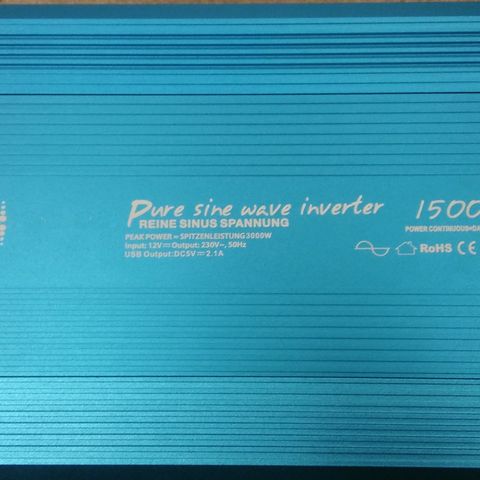 Pure sine wave inverter
REINE SINUS SPANNUNG
PEAK POWER = SPITZENLEISTUNG 3000W
Input: 12V⎓ Output: 230V~, 50Hz
USB Output:DC5V⎓2.1A
1500
POWER CONTINUOUS=DA
RoHS CE